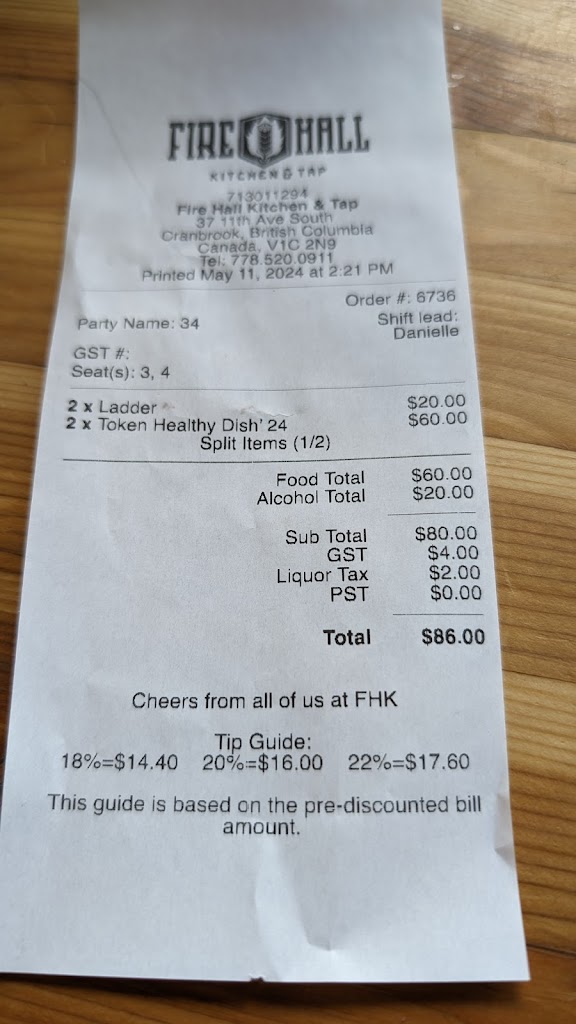 FIRE HALL
KITCHEN & TAP
713011294
Fire Hall Kitchen & Tap
37 11th Ave South
Cranbrook, British Columbia
Canada, V1C 2N9
Tel: 778.520.0911
Printed May 11, 2024 at 2:21 PM
Order #: 6736
Party Name: 34
Shift lead:
Danielle
GST #:
Seat(s): 3, 4
2 x Ladder $20.00
2 x Token Healthy Dish' 24 $60.00
Split Items (1/2)
Food Total $60.00
Alcohol Total $20.00
Sub Total $80.00
GST $4.00
Liquor Tax $2.00
PST $0.00
Total $86.00
Cheers from all of us at FHK
Tip Guide:
18%=$14.40 20%=$16.00 22%=$17.60
This guide is based on the pre-discounted bill
amount.